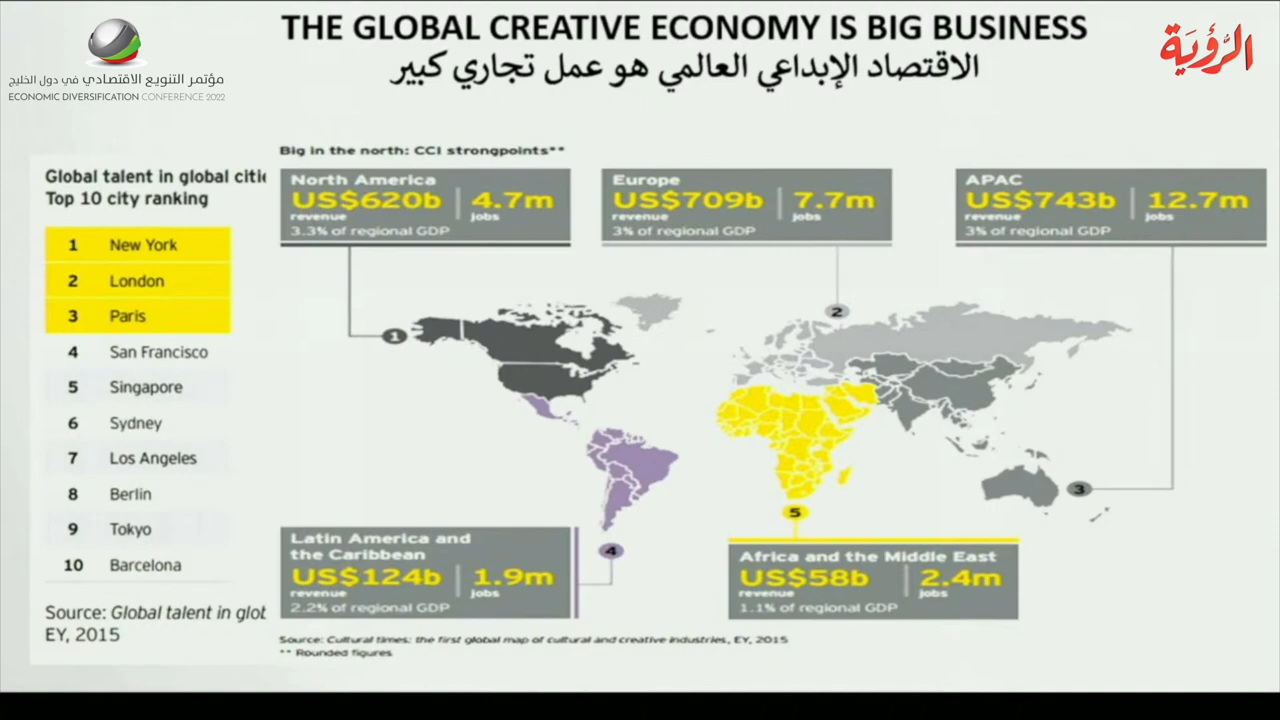 THE GLOBAL CREATIVE ECONOMY IS BIG BUSINESS
الاقتصاد الإبداعي العالمي هو عمل تجاري كبير
مؤتمر التنويع الاقتصادي في دول الخليج
ECONOMIC DIVERSIFICATION CONFERENCE 2022
الرؤية
Global talent in global citie
Top 10 city ranking
1 New York
2 London
3 Paris
4 San Francisco
5 Singapore
6 Sydney
7 Los Angeles
8 Berlin
9 Tokyo
10 Barcelona
Source: Global talent in glob
EY, 2015
Big in the north: CCI strongpoints**
North America
US$620b 4.7m
revenue jobs
3.3% of regional GDP
Europe
US$709b 7.7m
revenue jobs
3% of regional GDP
APAC
US$743b 12.7m
revenue jobs
3% of regional GDP
1
2
3
4
5
Latin America and
the Caribbean
US$124b 1.9m
revenue jobs
2.2% of regional GDP
Africa and the Middle East
US$58b 2.4m
revenue jobs
1.1% of regional GDP
Source: Cultural times: the first global map of cultural and creative industries, EY, 2015
** Rounded figures